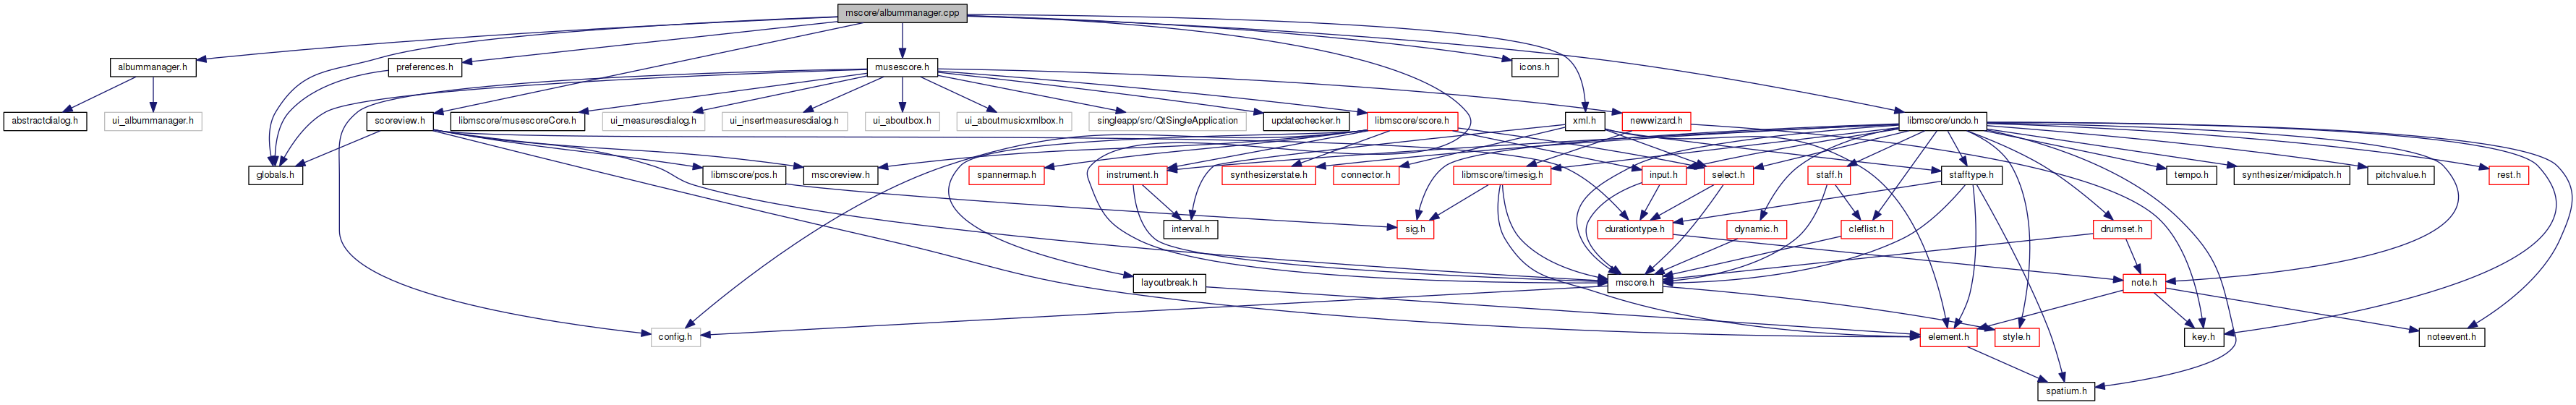 mscore/albummanager.cpp
albummanager.h
preferences.h
musescore.h
icons.h
abstractdialog.h
ui_albummanager.h
scoreview.h
libmscore/musescoreCore.h
ui_measuresdialog.h
ui_insertmeasuresdialog.h
ui_aboutbox.h
ui_aboutmusicxmlbox.h
singleapp/src/QtSingleApplication
updatechecker.h
libmscore/score.h
xml.h
newwizard.h
libmscore/undo.h
globals.h
libmscore/pos.h
mscoreview.h
spannermap.h
instrument.h
synthesizerstate.h
connector.h
libmscore/timesig.h
input.h
select.h
staff.h
stafftype.h
tempo.h
synthesizer/midipatch.h
pitchvalue.h
rest.h
interval.h
sig.h
durationtype.h
dynamic.h
cleflist.h
drumset.h
layoutbreak.h
mscore.h
note.h
config.h
element.h
style.h
key.h
noteevent.h
spatium.h